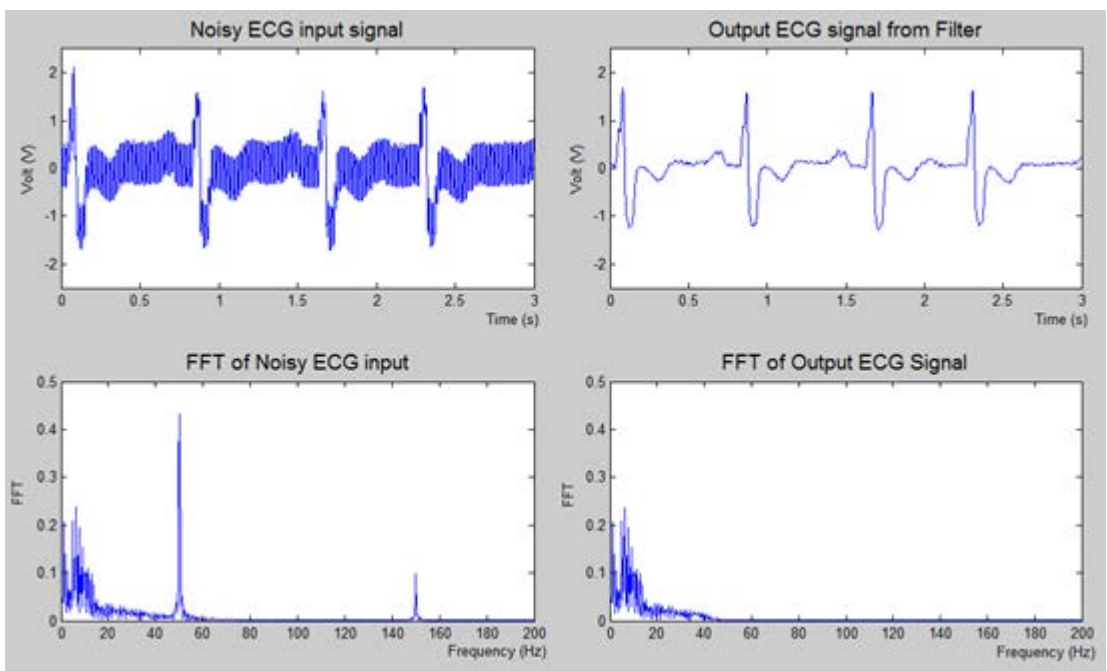 Noisy ECG input signal
Volt (V)
2
1
0
-1
-2
0 0.5 1 1.5 2 2.5 3
Time (s)
Output ECG signal from Filter
Volt (V)
2
1
0
-1
-2
0 0.5 1 1.5 2 2.5 3
Time (s)
FFT of Noisy ECG input
FFT
0.5
0.4
0.3
0.2
0.1
0
0 20 40 60 80 100 120 140 160 180 200
Frequency (Hz)
FFT of Output ECG Signal
FFT
0.5
0.4
0.3
0.2
0.1
0
0 20 40 60 80 100 120 140 160 180 200
Frequency (Hz)